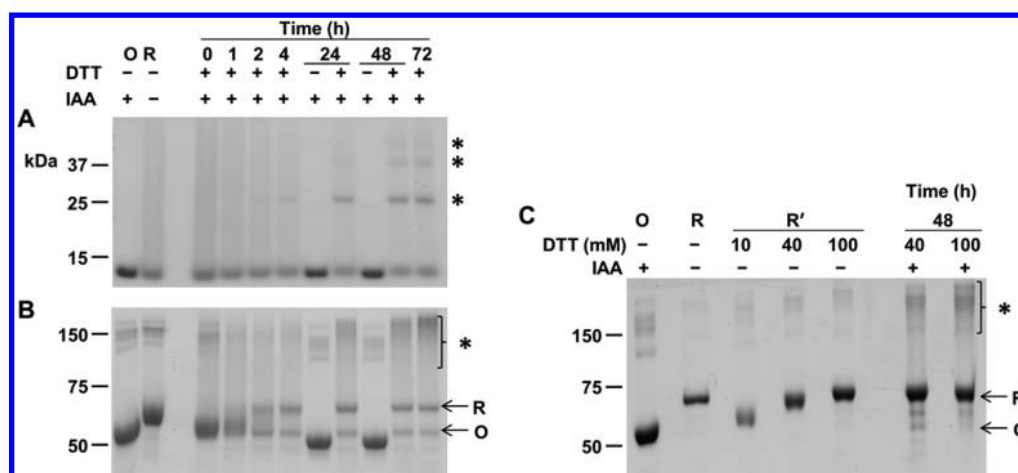 Time (h)
O R 0 1 2 4 24 48 72
DTT − − + + + + − + − + +
IAA + − + + + + + + + + +
A
*
kDa 37 *
25 *
15
B
150 *
75
R
O
50
Time (h)
C O R R′ 48
DTT (mM) − − 10 40 100 40 100
IAA + − − − − + +
*
150
75
50